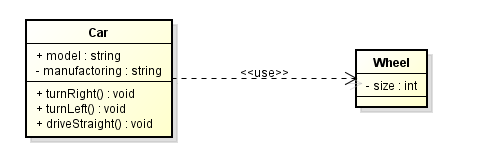 Car
+ model : string
- manufactoring : string
+ turnRight() : void
+ turnLeft() : void
+ driveStraight() : void
<<use>>
Wheel
- size : int